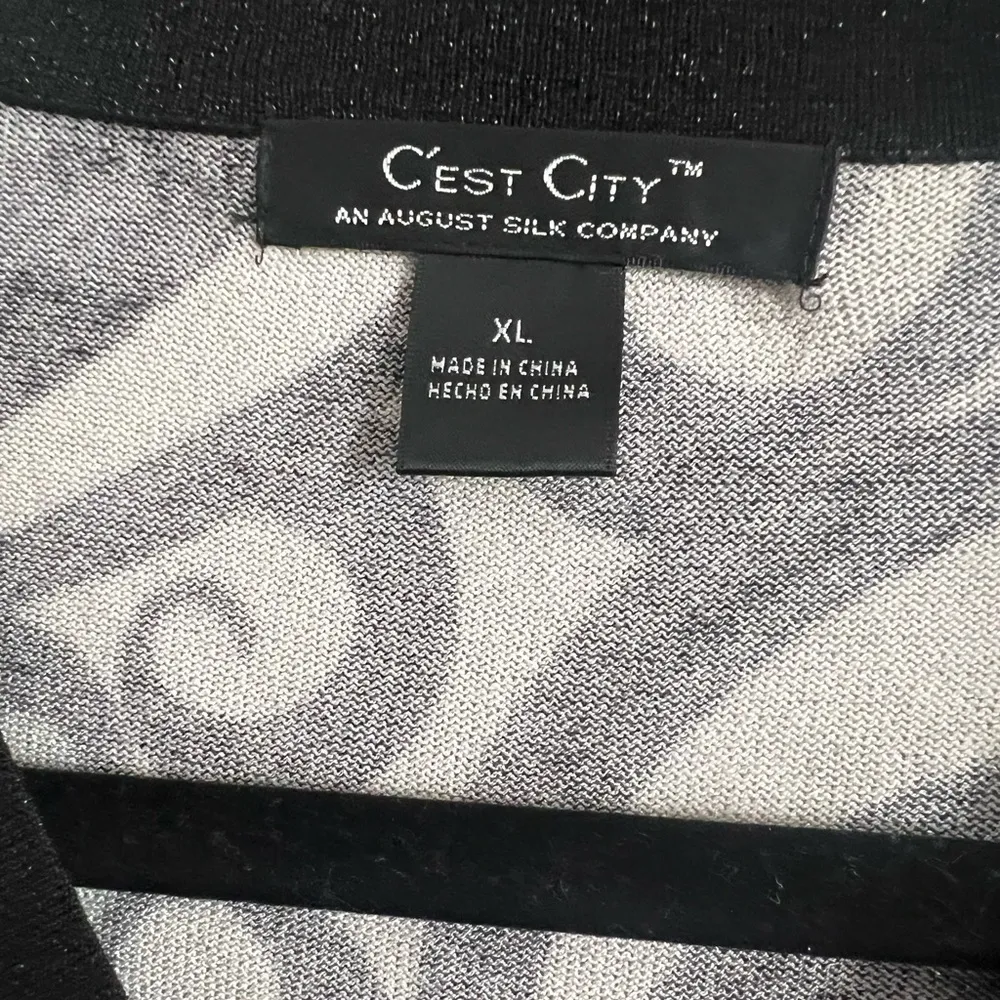 C'EST CITY™
AN AUGUST SILK COMPANY
XL
MADE IN CHINA
HECHO EN CHINA